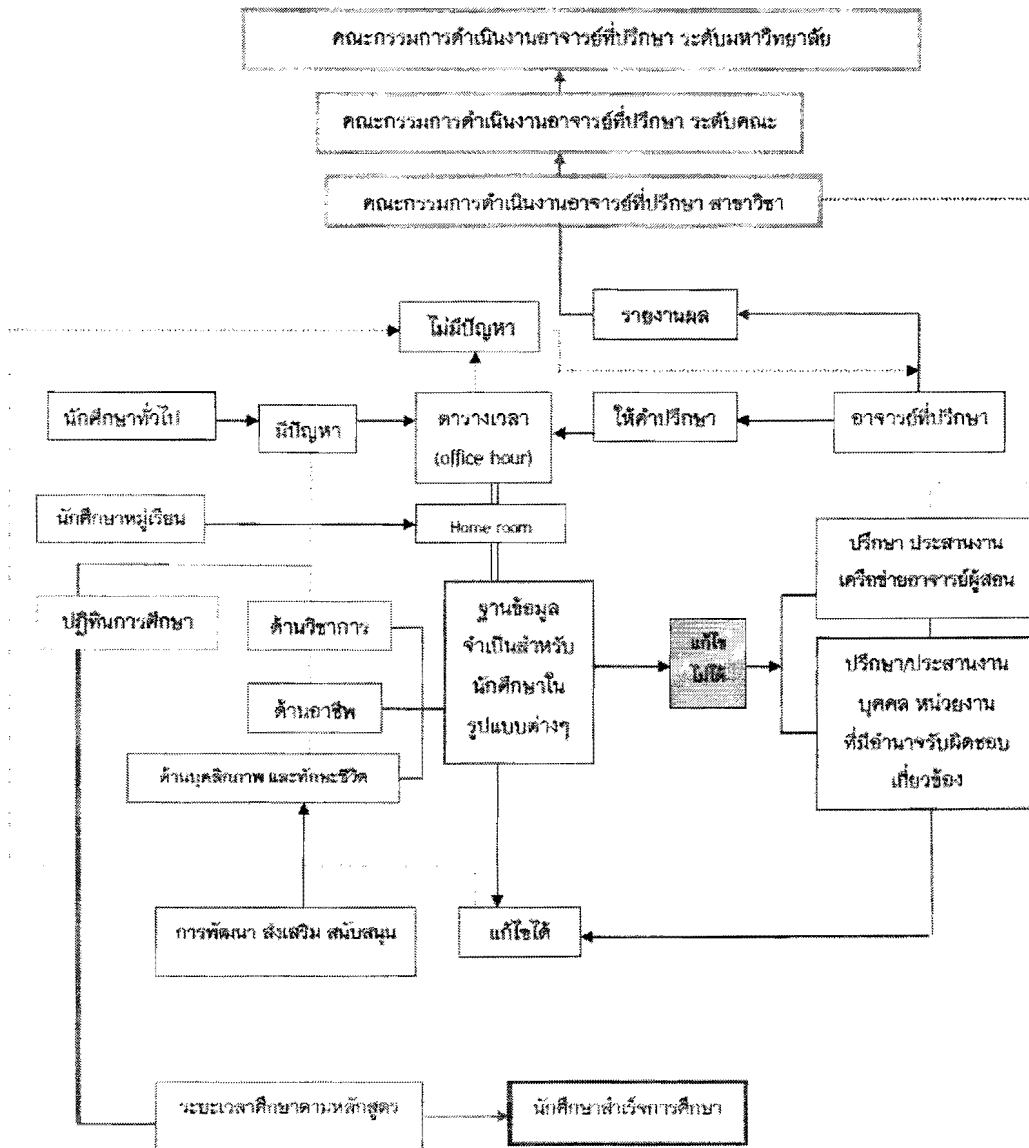 คณะกรรมการดำเนินงานอาจารย์ที่ปรึกษา ระดับมหาวิทยาลัย
คณะกรรมการดำเนินงานอาจารย์ที่ปรึกษา ระดับคณะ
คณะกรรมการดำเนินงานอาจารย์ที่ปรึกษา สาขาวิชา
รายงานผล
ไม่มีปัญหา
นักศึกษาทั่วไป
มีปัญหา
ตารางเวลา
(office hour)
ให้คำปรึกษา
อาจารย์ที่ปรึกษา
นักศึกษาหมู่เรียน
Home room
ปรึกษา ประสานงาน
เครือข่ายอาจารย์ผู้สอน
ปฏิทินการศึกษา
ด้านวิชาการ
ด้านอาชีพ
ด้านบุคลิกภาพ และทักษะชีวิต
ฐานข้อมูล
จำเป็นสำหรับ
นักศึกษาใน
รูปแบบต่างๆ
แก้ไข
ไม่ได้
ปรึกษา/ประสานงาน
บุคคล หน่วยงาน
ที่มีอำนาจรับผิดชอบ
เกี่ยวข้อง
การพัฒนา ส่งเสริม สนับสนุน
แก้ไขได้
ระยะเวลาศึกษาตามหลักสูตร
นักศึกษาสำเร็จการศึกษา